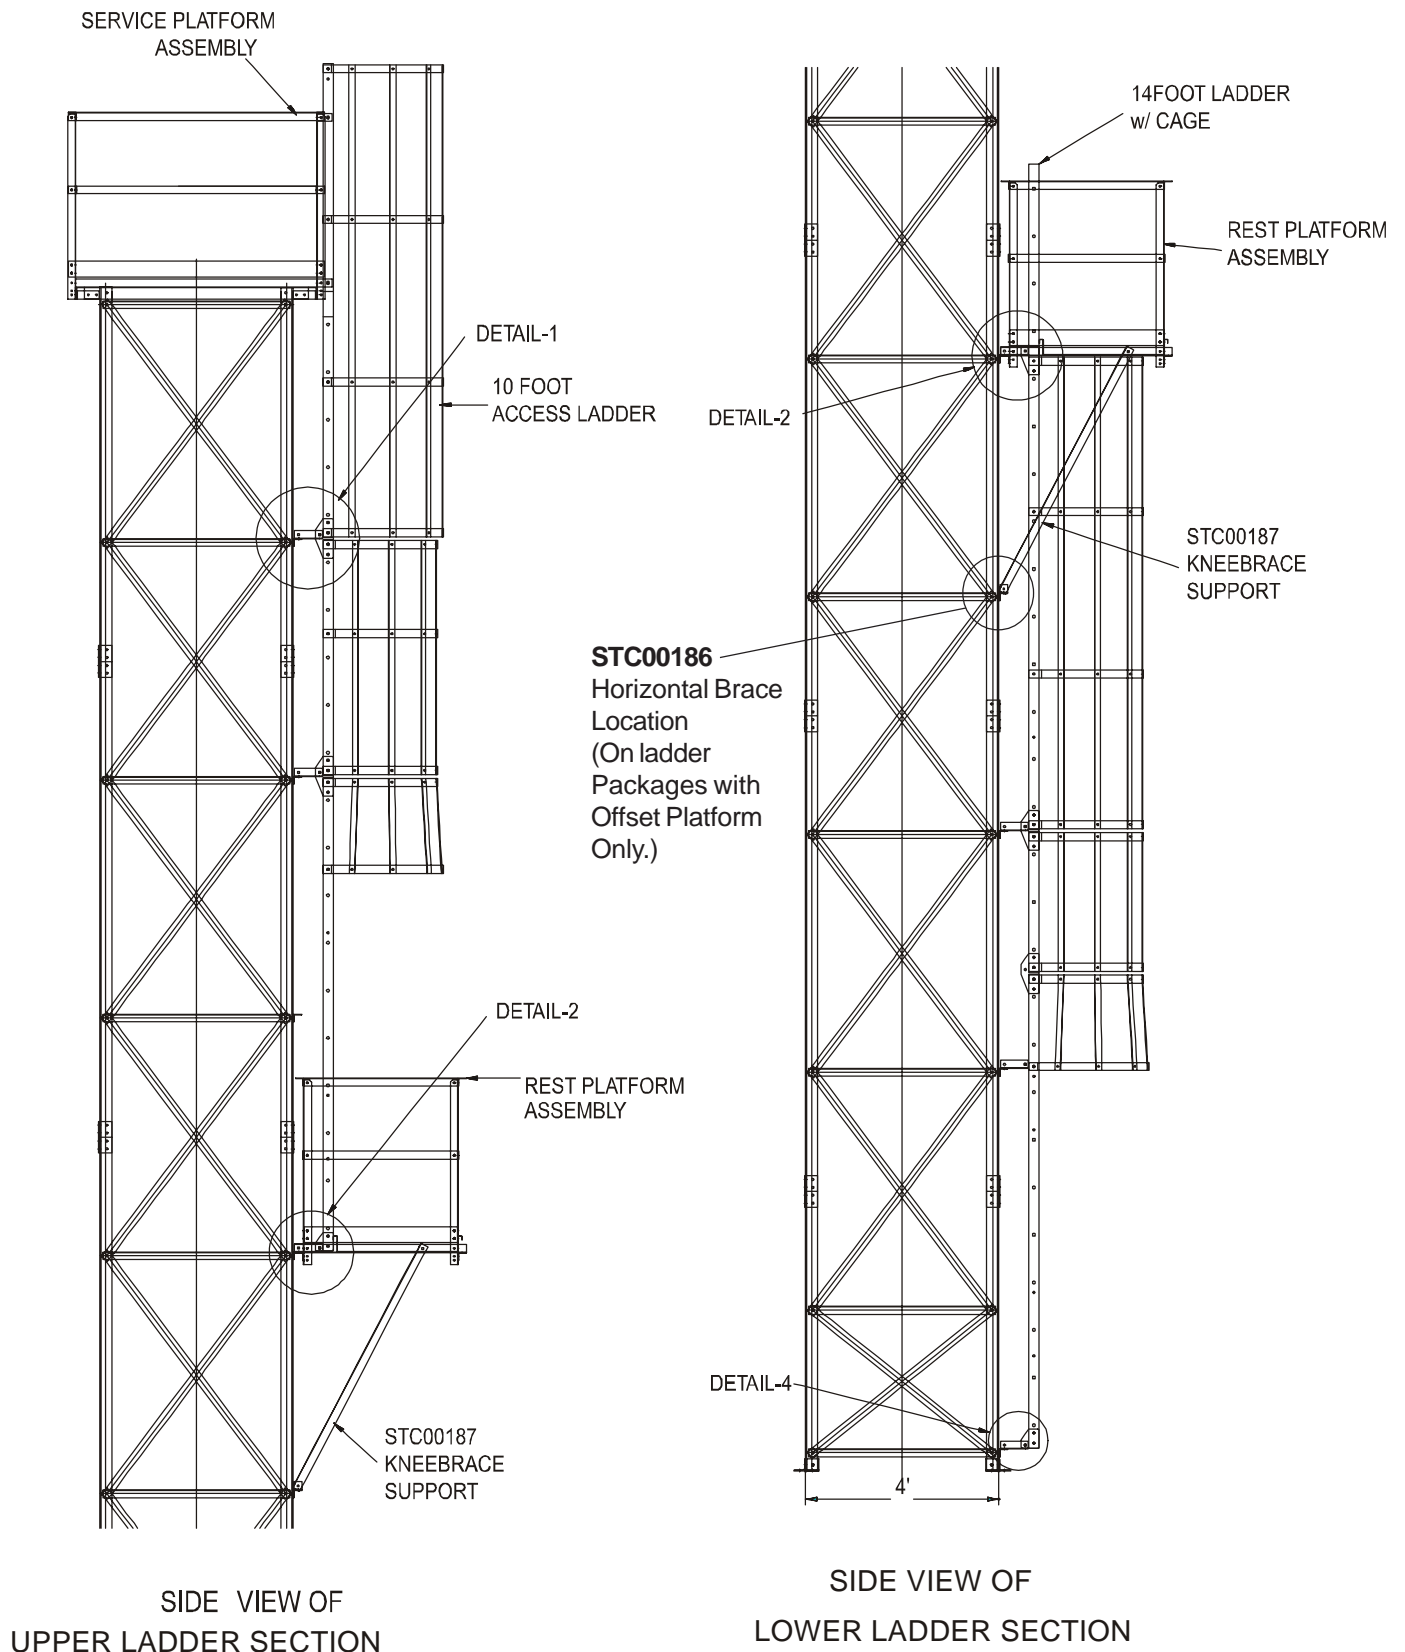 SERVICE PLATFORM
ASSEMBLY
DETAIL-1
10 FOOT
ACCESS LADDER
DETAIL-2
REST PLATFORM
ASSEMBLY
STC00187
KNEEBRACE
SUPPORT
SIDE VIEW OF
UPPER LADDER SECTION
14FOOT LADDER
w/ CAGE
REST PLATFORM
ASSEMBLY
DETAIL-2
STC00187
KNEEBRACE
SUPPORT
STC00186
Horizontal Brace
Location
(On ladder
Packages with
Offset Platform
Only.)
DETAIL-4
4'
SIDE VIEW OF
LOWER LADDER SECTION